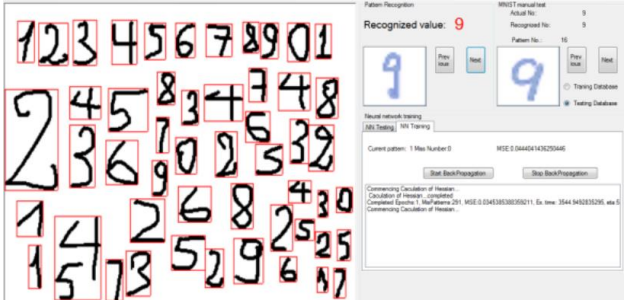 1 2 3 4 5 6 7 8 9 0 1
2 4 5 8 3 4 7 4 8
3 6 1 0 2 6 5 3 2
9
1 4 2 6 8 2 4 3 0
5
1 5 7 3 5 2 9 6 2 5
1 7
Pattern Recognition
Recognized value: 9
Prev
Next
MNIST manual test
Actual No: 9
Recognized No: 9
Pattern No.: 16
Prev
Next
Training Database
Testing Database
Neural network training
NN Testing NN Training
Current pattern: 1 Mes Number:0 MSE:0.0444041436250446
Start BackPropagation Stop BackPropagation
Commencing Caculation of Hessian...
Caculation of Hessian...completed
Commencing Caculation of Hessian...